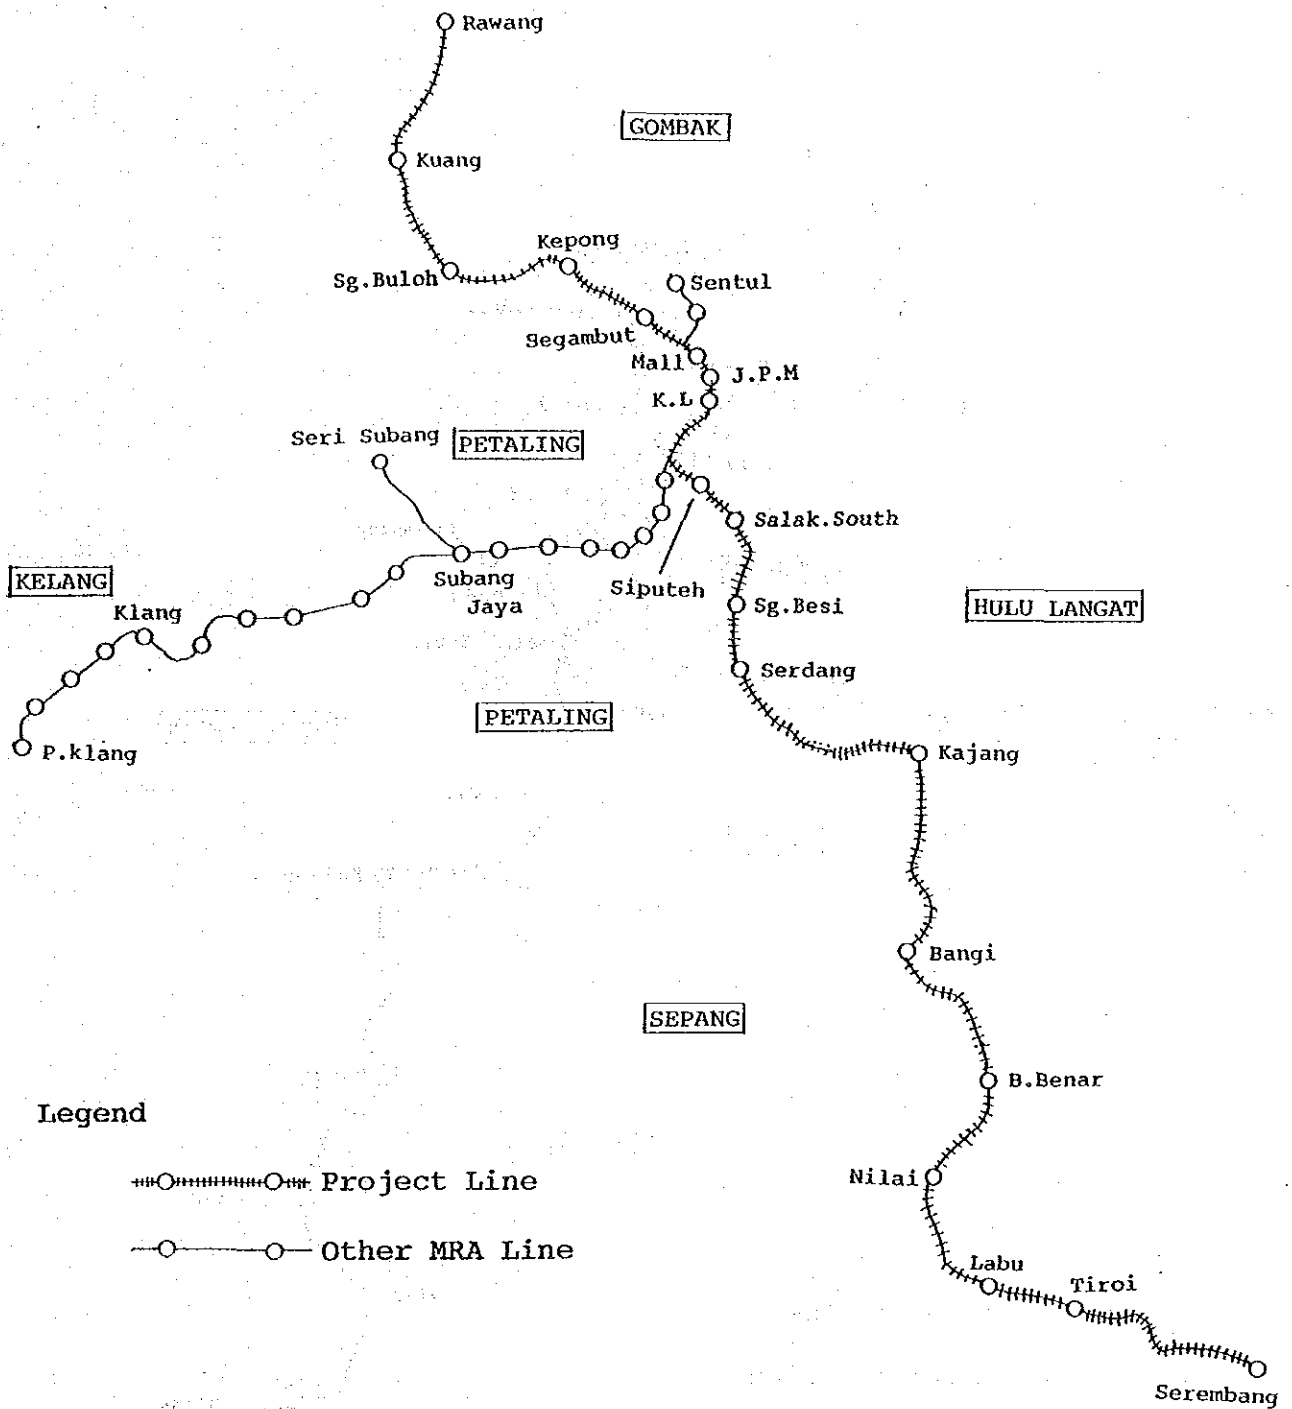 Rawang
GOMBAK
Kuang
Kepong
Sg.Buloh
Sentul
Segambut
Mall
J.P.M
K.L
Seri Subang
PETALING
Salak.South
KELANG
Subang
Jaya
Siputeh
Klang
Sg.Besi
HULU LANGAT
Serdang
PETALING
P.klang
Kajang
Bangi
SEPANG
B.Benar
Legend
Nilai
Project Line
Other MRA Line
Labu
Tiroi
Serembang